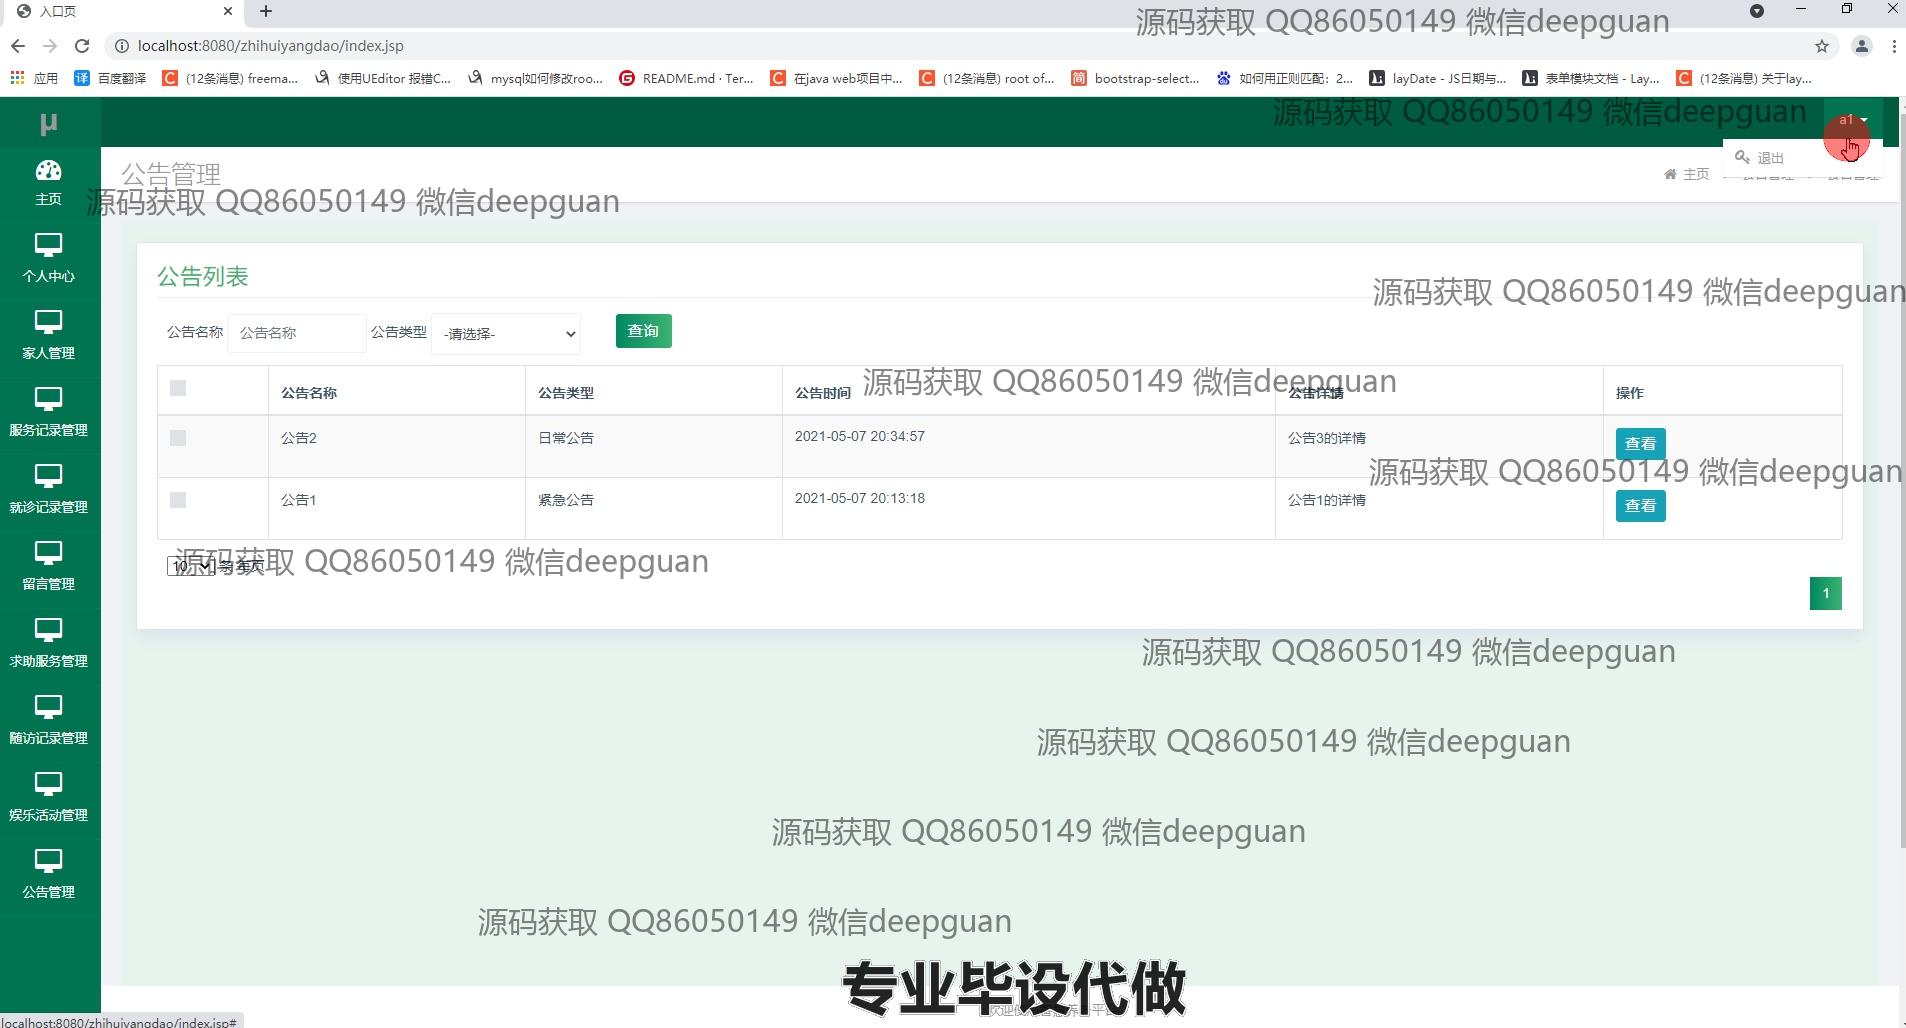 入口页
源码获取 QQ86050149 微信deepguan
localhost:8080/zhihuiyangdao/index.jsp
应用
百度翻译
(12条消息) freema...
使用UEditor 报错C...
mysql如何修改roo...
README.md · Ter...
在java web项目中...
(12条消息) root of...
bootstrap-select...
如何用正则匹配：2...
layDate - JS日期与...
表单模块文档 - Lay...
(12条消息) 关于lay...
μ
源码获取 QQ86050149 微信deepguan
a1
退出
公告管理
主页
主页
源码获取 QQ86050149 微信deepguan
个人中心
家人管理
服务记录管理
就诊记录管理
留言管理
求助服务管理
随访记录管理
娱乐活动管理
公告管理
公告列表
源码获取 QQ86050149 微信deepguan
公告名称 公告名称 公告类型 -请选择- 查询
源码获取 QQ86050149 微信deepguan
公告名称 公告类型 公告时间 公告详情 操作
公告2 日常公告 2021-05-07 20:34:57 公告3的详情 查看
源码获取 QQ86050149 微信deepguan
公告1 紧急公告 2021-05-07 20:13:18 公告1的详情 查看
源码获取 QQ86050149 微信deepguan
10
1
源码获取 QQ86050149 微信deepguan
源码获取 QQ86050149 微信deepguan
源码获取 QQ86050149 微信deepguan
源码获取 QQ86050149 微信deepguan
专业毕设代做
localhost:8080/zhihuiyangdao/index.jsp#